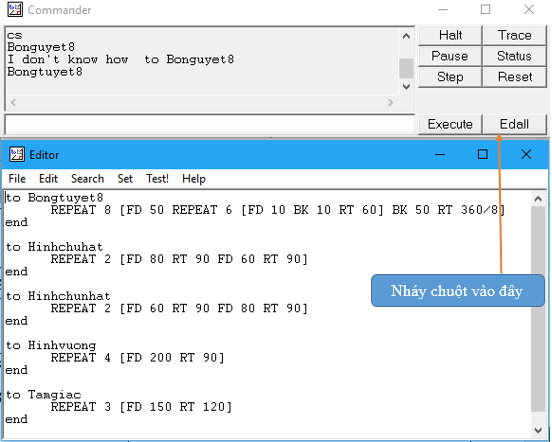 Commander
cs
Bonguyet8
I don't know how  to Bonguyet8
Bongtuyet8
Halt Trace
Pause Status
Step Reset
Execute Edall
Editor
File Edit Search Set Test! Help
to Bongtuyet8
REPEAT 8 [FD 50 REPEAT 6 [FD 10 BK 10 RT 60] BK 50 RT 360/8]
end
to Hinhchuhat
REPEAT 2 [FD 80 RT 90 FD 60 RT 90]
end
Nháy chuột vào đây
to Hinhchunhat
REPEAT 2 [FD 60 RT 90 FD 80 RT 90]
end
to Hinhvuong
REPEAT 4 [FD 200 RT 90]
end
to Tamgiac
REPEAT 3 [FD 150 RT 120]
end